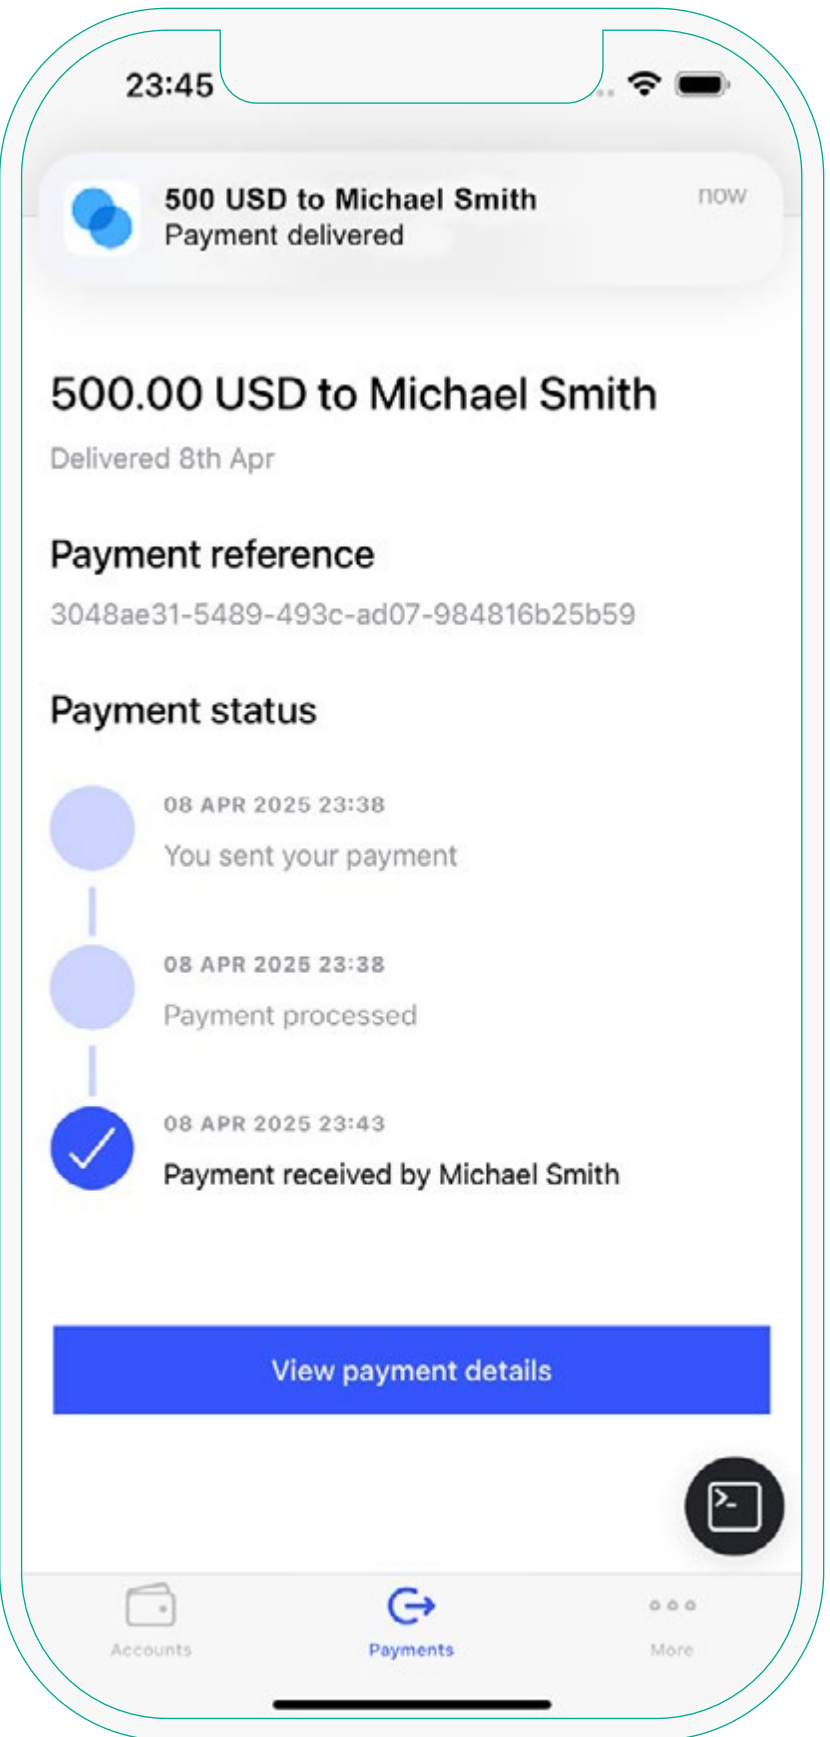 23:45
500 USD to Michael Smith
now
Payment delivered
500.00 USD to Michael Smith
Delivered 8th Apr
Payment reference
3048ae31-5489-493c-ad07-984816b25b59
Payment status
08 APR 2025 23:38
You sent your payment
08 APR 2025 23:38
Payment processed
08 APR 2025 23:43
Payment received by Michael Smith
View payment details
Accounts
Payments
More